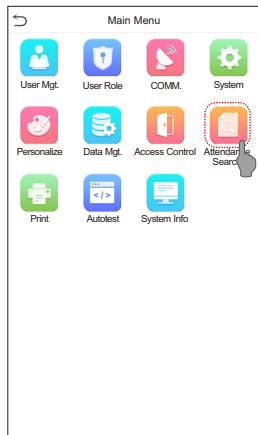 Main Menu
User Mgt. User Role COMM. System
Personalize Data Mgt. Access Control Attendance
Search
Print Autotest System Info